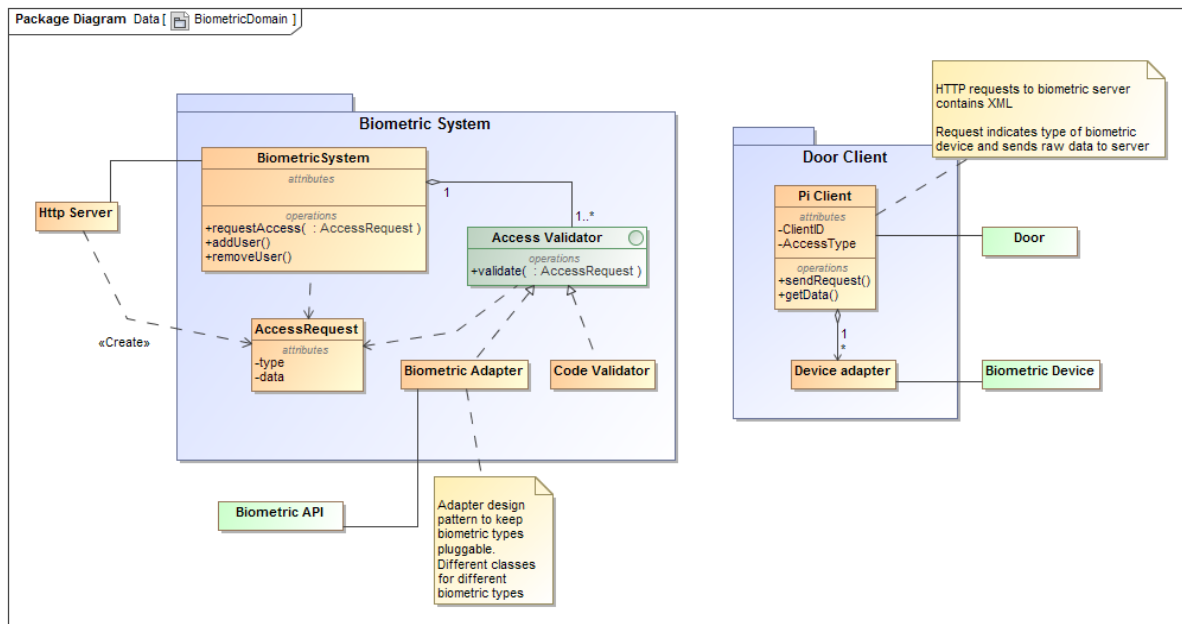 Package Diagram Data [ BiometricDomain ]
Biometric System
BiometricSystem
attributes
operations
+requestAccess( : AccessRequest )
+addUser()
+removeUser()
1
1..*
Http Server
Access Validator
operations
+validate( : AccessRequest )
«Create»
AccessRequest
attributes
-type
-data
Biometric Adapter
Code Validator
Biometric API
Adapter design
pattern to keep
biometric types
pluggable.
Different classes
for different
biometric types
HTTP requests to biometric server
contains XML
Request indicates type of biometric
device and sends raw data to server
Door Client
Pi Client
attributes
-ClientID
-AccessType
operations
+sendRequest()
+getData()
Door
1
*
Device adapter
Biometric Device